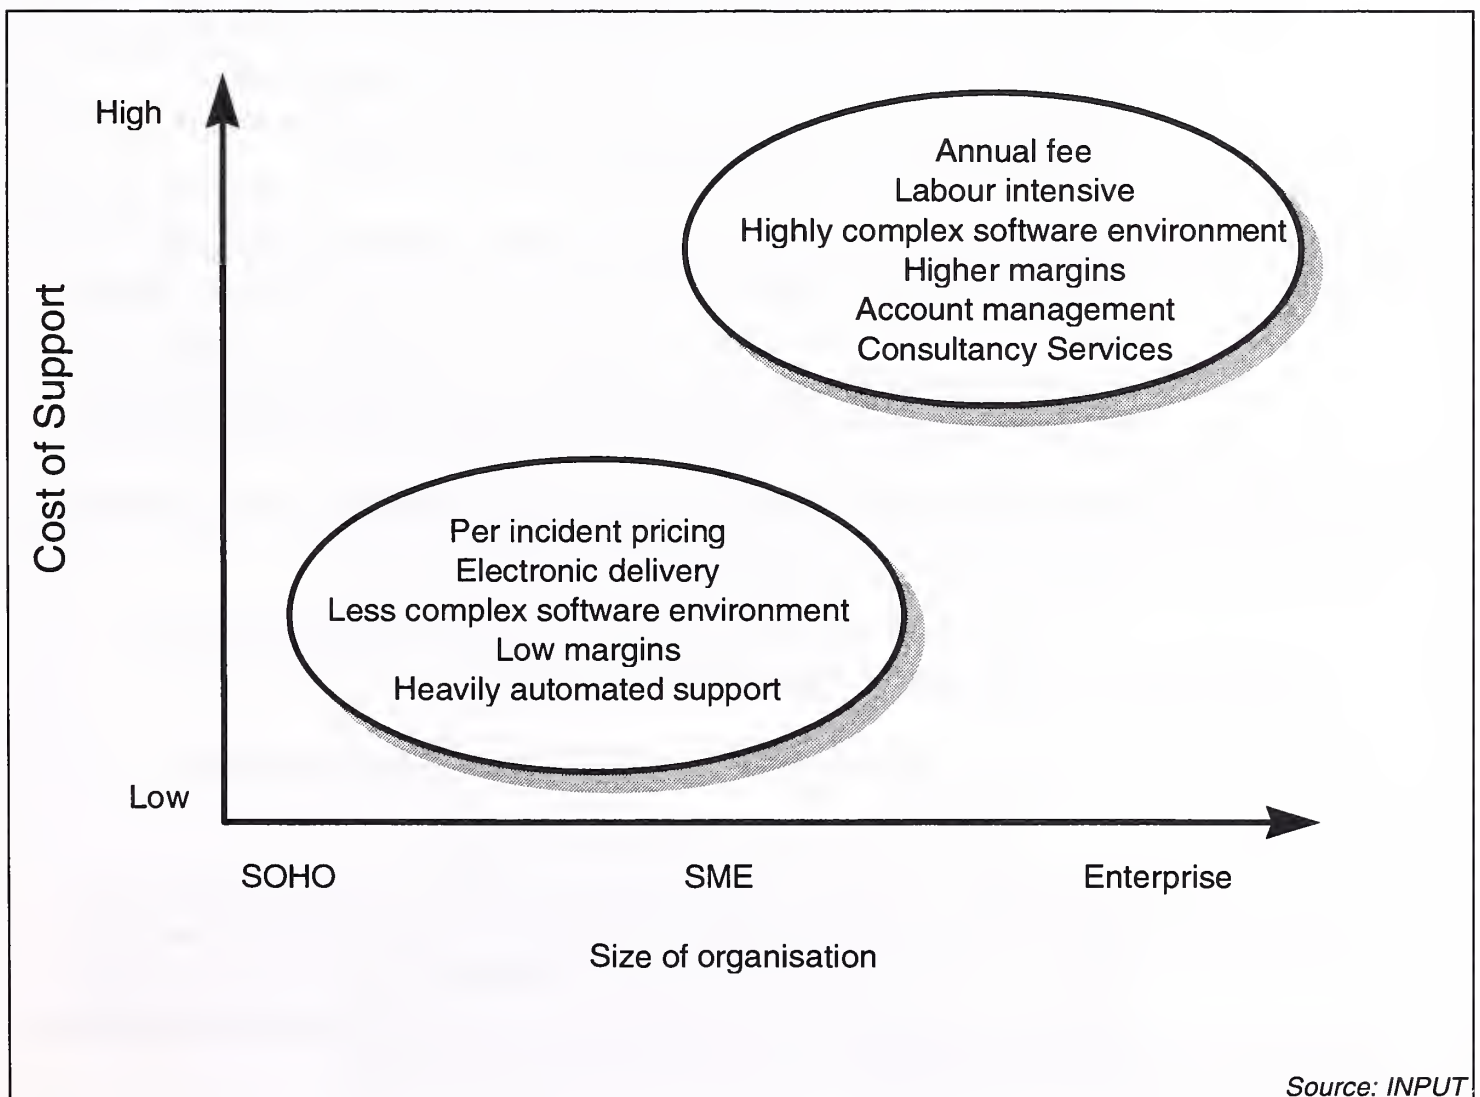 High
Annual fee
Labour intensive
Highly complex software environment
Higher margins
Account management
Consultancy Services
Cost of Support
Per incident pricing
Electronic delivery
Less complex software environment
Low margins
Heavily automated support
Low
SOHO
SME
Enterprise
Size of organisation
Source: INPUT